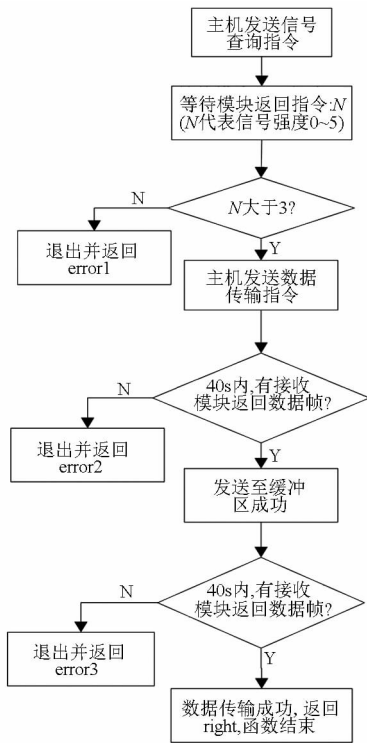 主机发送信号
查询指令
等待模块返回指令:N
(N代表信号强度0~5)
N
N大于3?
Y
退出并返回
error1
主机发送数据
传输指令
N
40s内,有接收
模块返回数据帧?
Y
退出并返回
error2
发送至缓冲
区成功
N
40s内,有接收
模块返回数据帧?
Y
退出并返回
error3
数据传输成功, 返回
right,函数结束